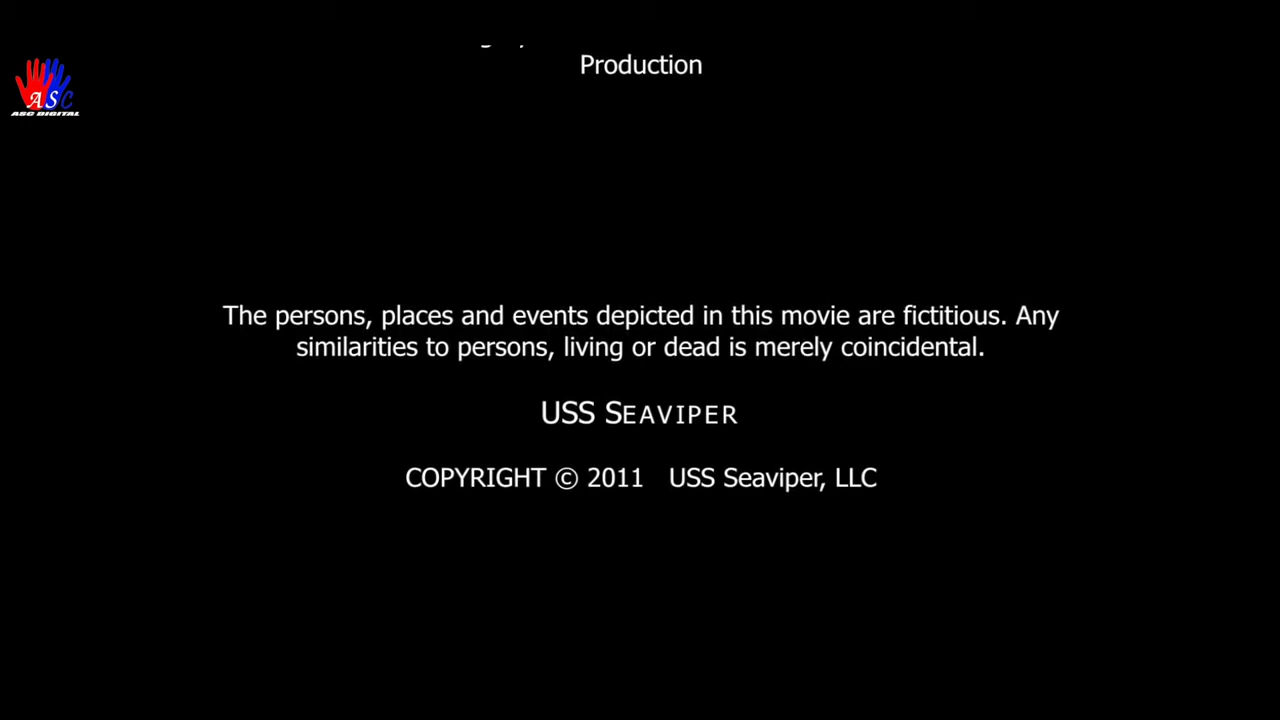 Production
ASC
ASC DIGITAL
The persons, places and events depicted in this movie are fictitious. Any
similarities to persons, living or dead is merely coincidental.
USS SEAVIPER
COPYRIGHT © 2011 USS Seaviper, LLC